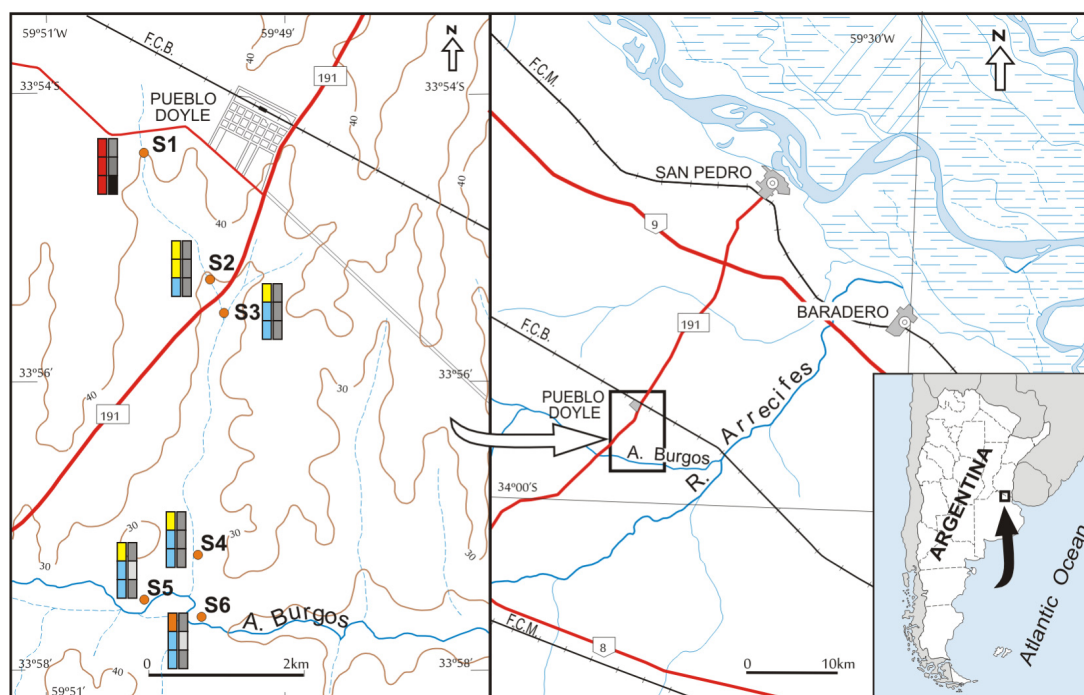 59°51 W
59°49'
F.C.B.
N
40
191
33°54'S
33°54'S
PUEBLO
DOYLE
40
S1
40
40
40
S2
S3
30
33°56'
33°56'
40
191
30
S4
30
30
30
S5
S6
A. Burgos
40
33°58'
33°58'
0
2km
59°51'
59°30' W
N
F.C.M.
SAN PEDRO
9
BARADERO
191
F.C.B.
PUEBLO
DOYLE
R. Arrecifes
A. Burgos
34°00'S
F.C.M.
8
0
10km
ARGENTINA
Atlantic Ocean